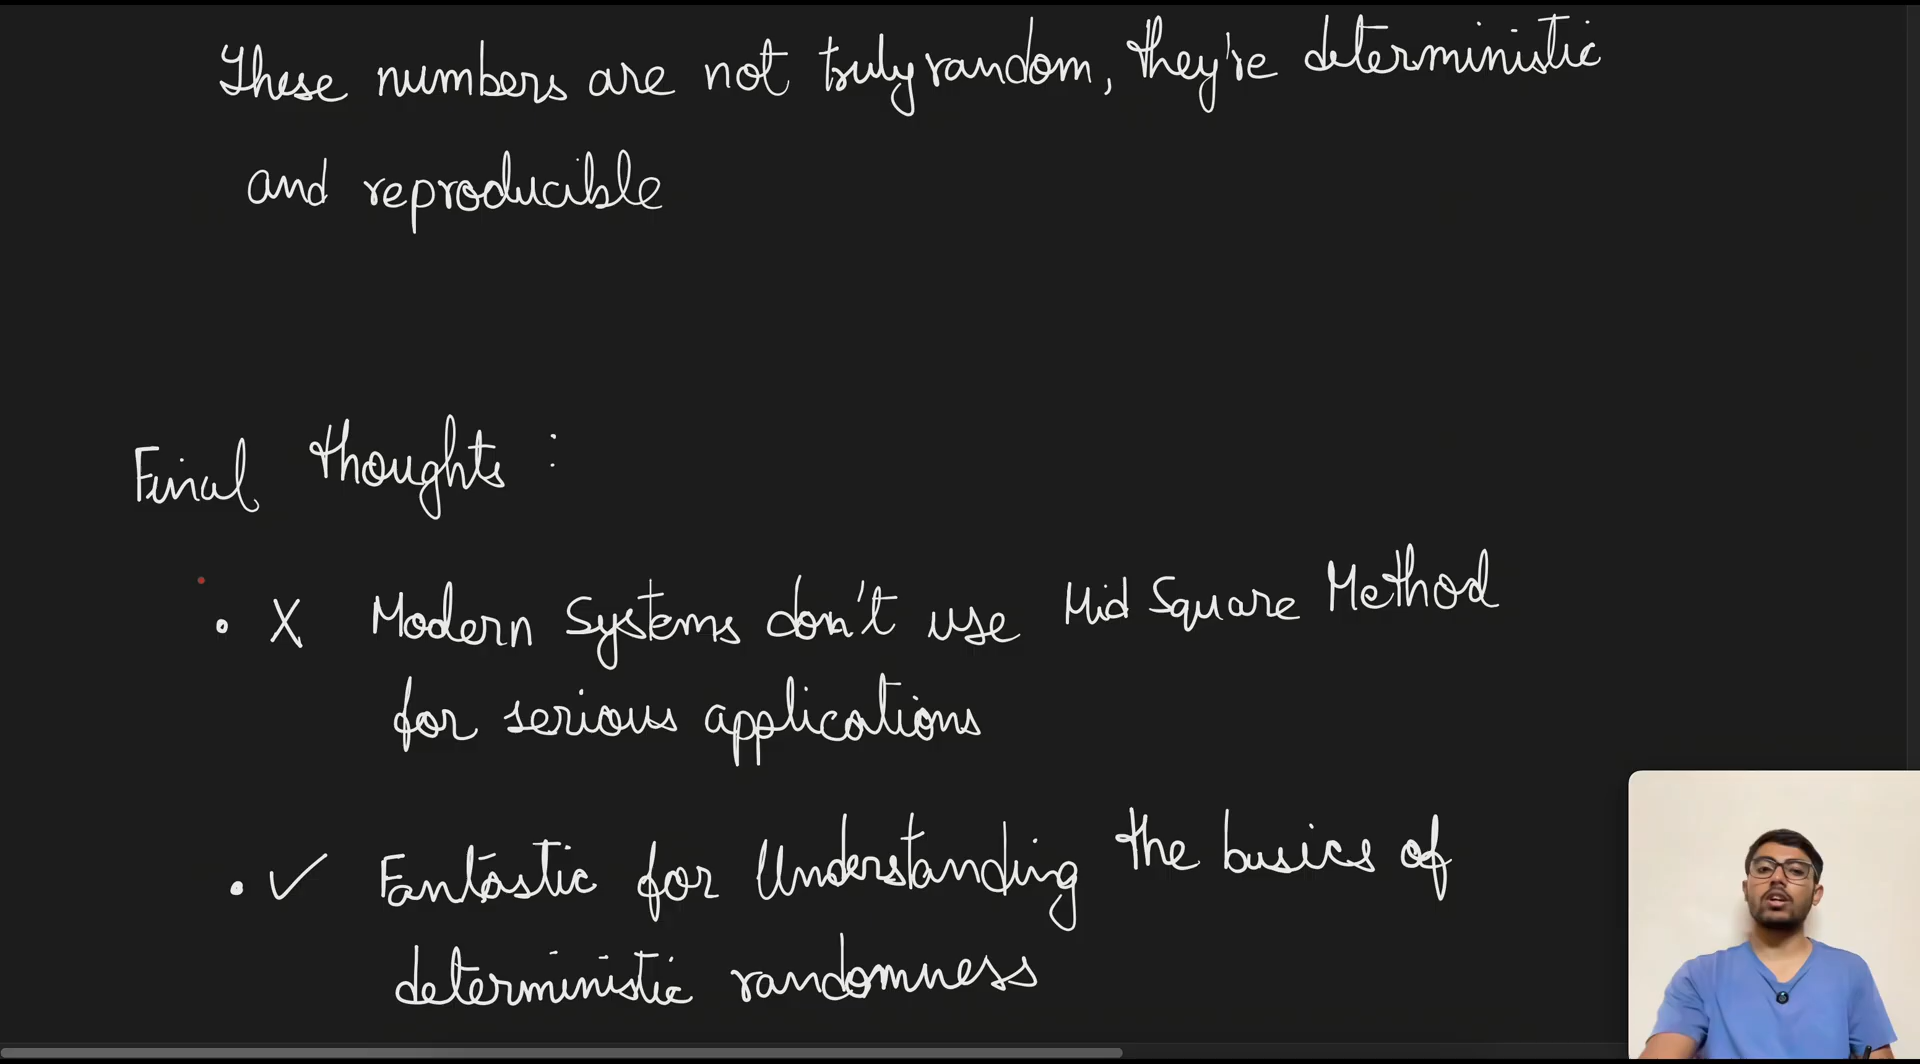 These numbers are not truly random, they're deterministic
and reproducible
Final thoughts :
• X Modern Systems don't use Mid Square Method
for serious applications
• ✓ Fantastic for Understanding the basics of
deterministic randomness